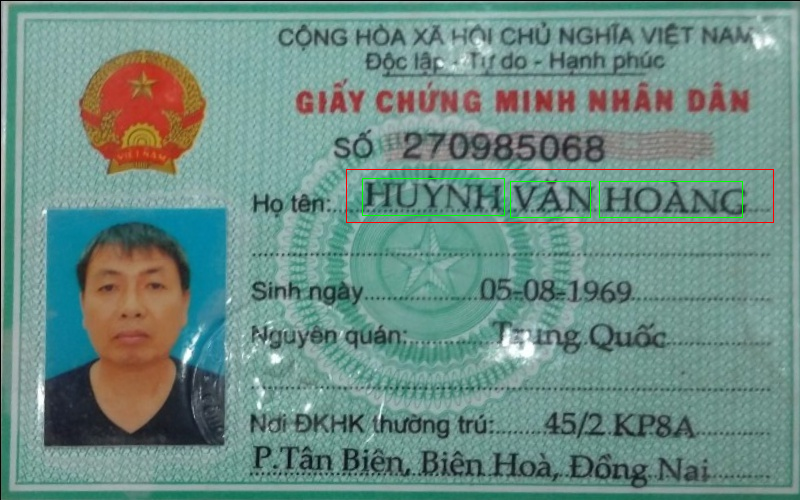 CỘNG HÒA XÃ HỘI CHỦ NGHĨA VIỆT NAM
Độc lập - Tự do - Hạnh phúc
GIẤY CHỨNG MINH NHÂN DÂN
SỐ 270985068
VIỆT NAM
Họ tên: HUỲNH VĂN HOÀNG
Sinh ngày 05-08-1969
Nguyên quán: Trung Quốc
Nơi ĐKHK thường trú: 45/2 KP8A
P.Tân Biên, Biên Hoà, Đồng Nai